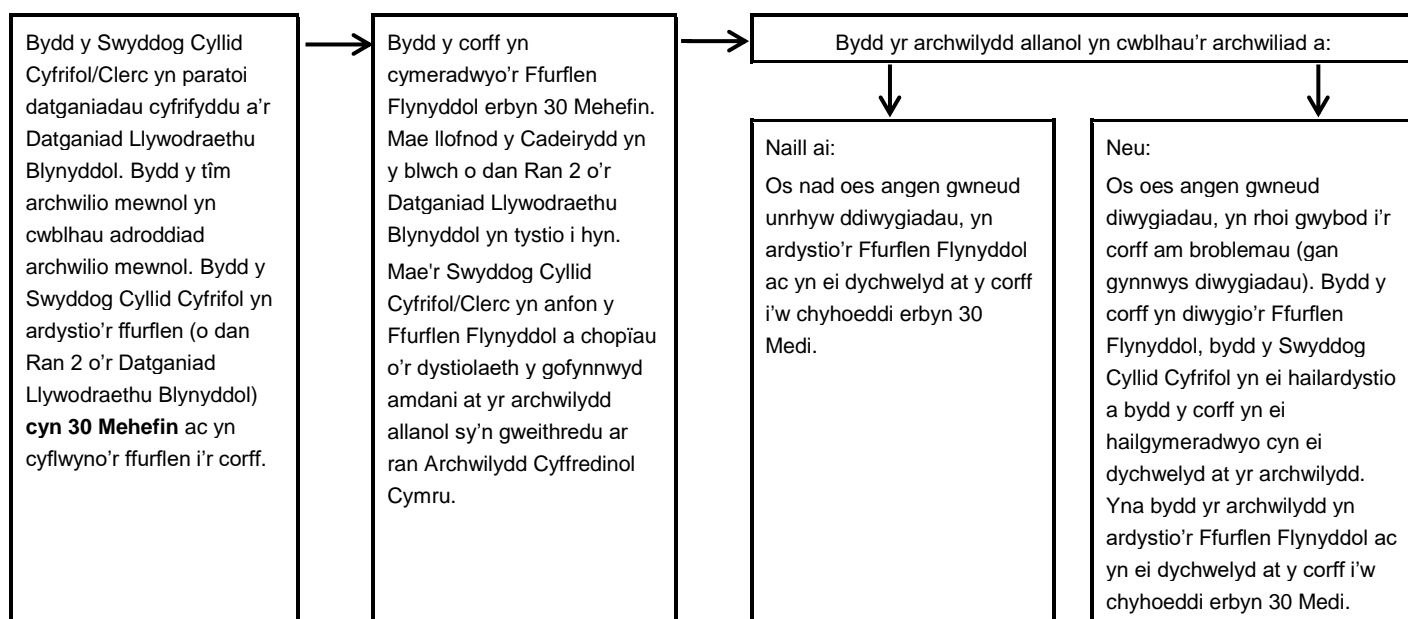 Bydd y Swyddog Cyllid
Cyfrifol/Clerc yn paratoi
datganiadau cyfrifyddu a'r
Datganiad Llywodraethu
Blynyddol. Bydd y tîm
archwilio mewnol yn
cwblhau adroddiad
archwilio mewnol. Bydd y
Swyddog Cyllid Cyfrifol yn
ardystio’r ffurflen (o dan
Ran 2 o’r Datganiad
Llywodraethu Blynyddol)
cyn 30 Mehefin ac yn
cyflwyno’r ffurflen i’r corff.
Bydd y corff yn
cymeradwyo’r Ffurflen
Flynyddol erbyn 30 Mehefin.
Mae llofnod y Cadeirydd yn
y blwch o dan Ran 2 o’r
Datganiad Llywodraethu
Blynyddol yn tystio i hyn.
Mae'r Swyddog Cyllid
Cyfrifol/Clerc yn anfon y
Ffurflen Flynyddol a chopïau
o’r dystiolaeth y gofynnwyd
amdani at yr archwilydd
allanol sy’n gweithredu ar
ran Archwilydd Cyffredinol
Cymru.
Bydd yr archwilydd allanol yn cwblhau'r archwiliad a:
Naill ai:
Os nad oes angen gwneud
unrhyw ddiwygiadau, yn
ardystio’r Ffurflen Flynyddol
ac yn ei dychwelyd at y corff
i’w chyhoeddi erbyn 30
Medi.
Neu:
Os oes angen gwneud
diwygiadau, yn rhoi gwybod i’r
corff am broblemau (gan
gynnwys diwygiadau). Bydd y
corff yn diwygio’r Ffurflen
Flynyddol, bydd y Swyddog
Cyllid Cyfrifol yn ei hailardystio
a bydd y corff yn ei
hailgymeradwyo cyn ei
dychwelyd at yr archwilydd.
Yna bydd yr archwilydd yn
ardystio’r Ffurflen Flynyddol ac
yn ei dychwelyd at y corff i’w
chyhoeddi erbyn 30 Medi.